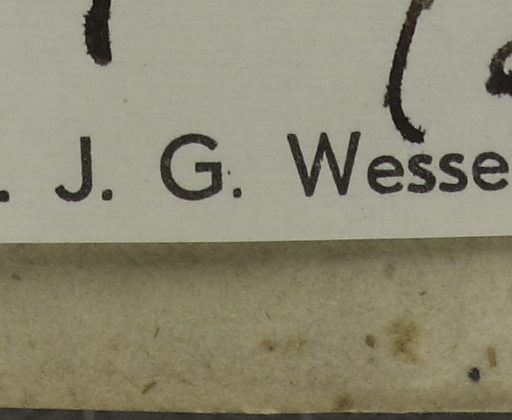 . J. G. Wesse